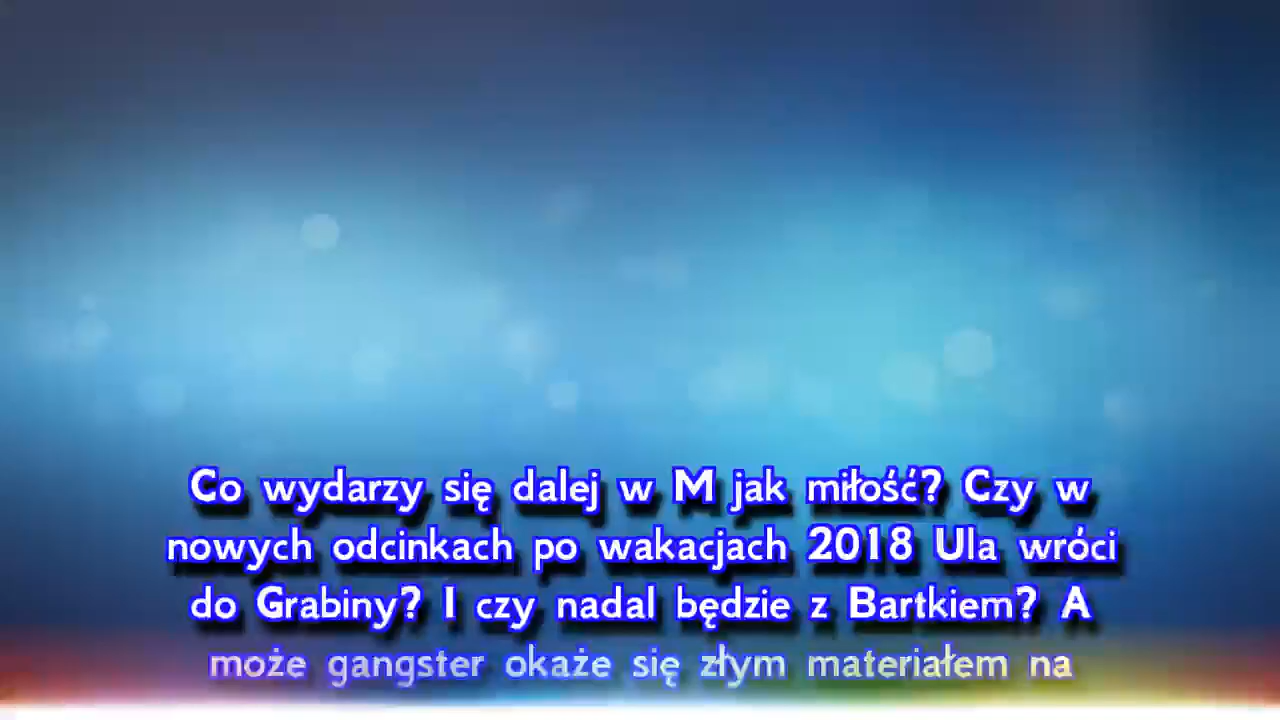 Co wydarzy się dalej w M jak miłość? Czy w
nowych odcinkach po wakacjach 2018 Ula wróci
do Grabiny? I czy nadal będzie z Bartkiem? A
może gangster okaże się złym materiałem na